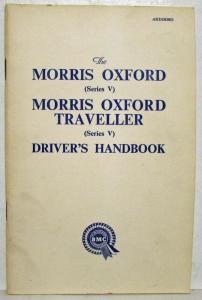 The
MORRIS OXFORD
(Series V)
MORRIS OXFORD
TRAVELLER
(Series V)
DRIVER'S HANDBOOK
BMC